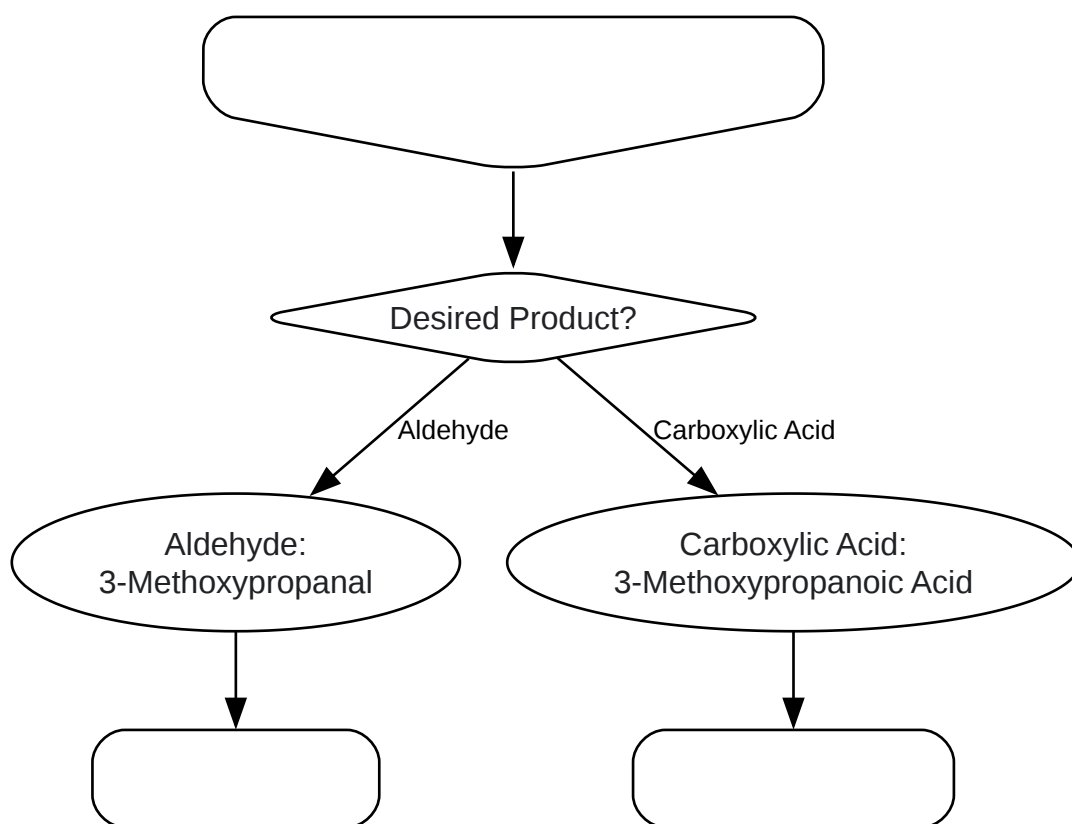 Desired Product?
Aldehyde
Carboxylic Acid
Aldehyde:
3-Methoxypropanal
Carboxylic Acid:
3-Methoxypropanoic Acid